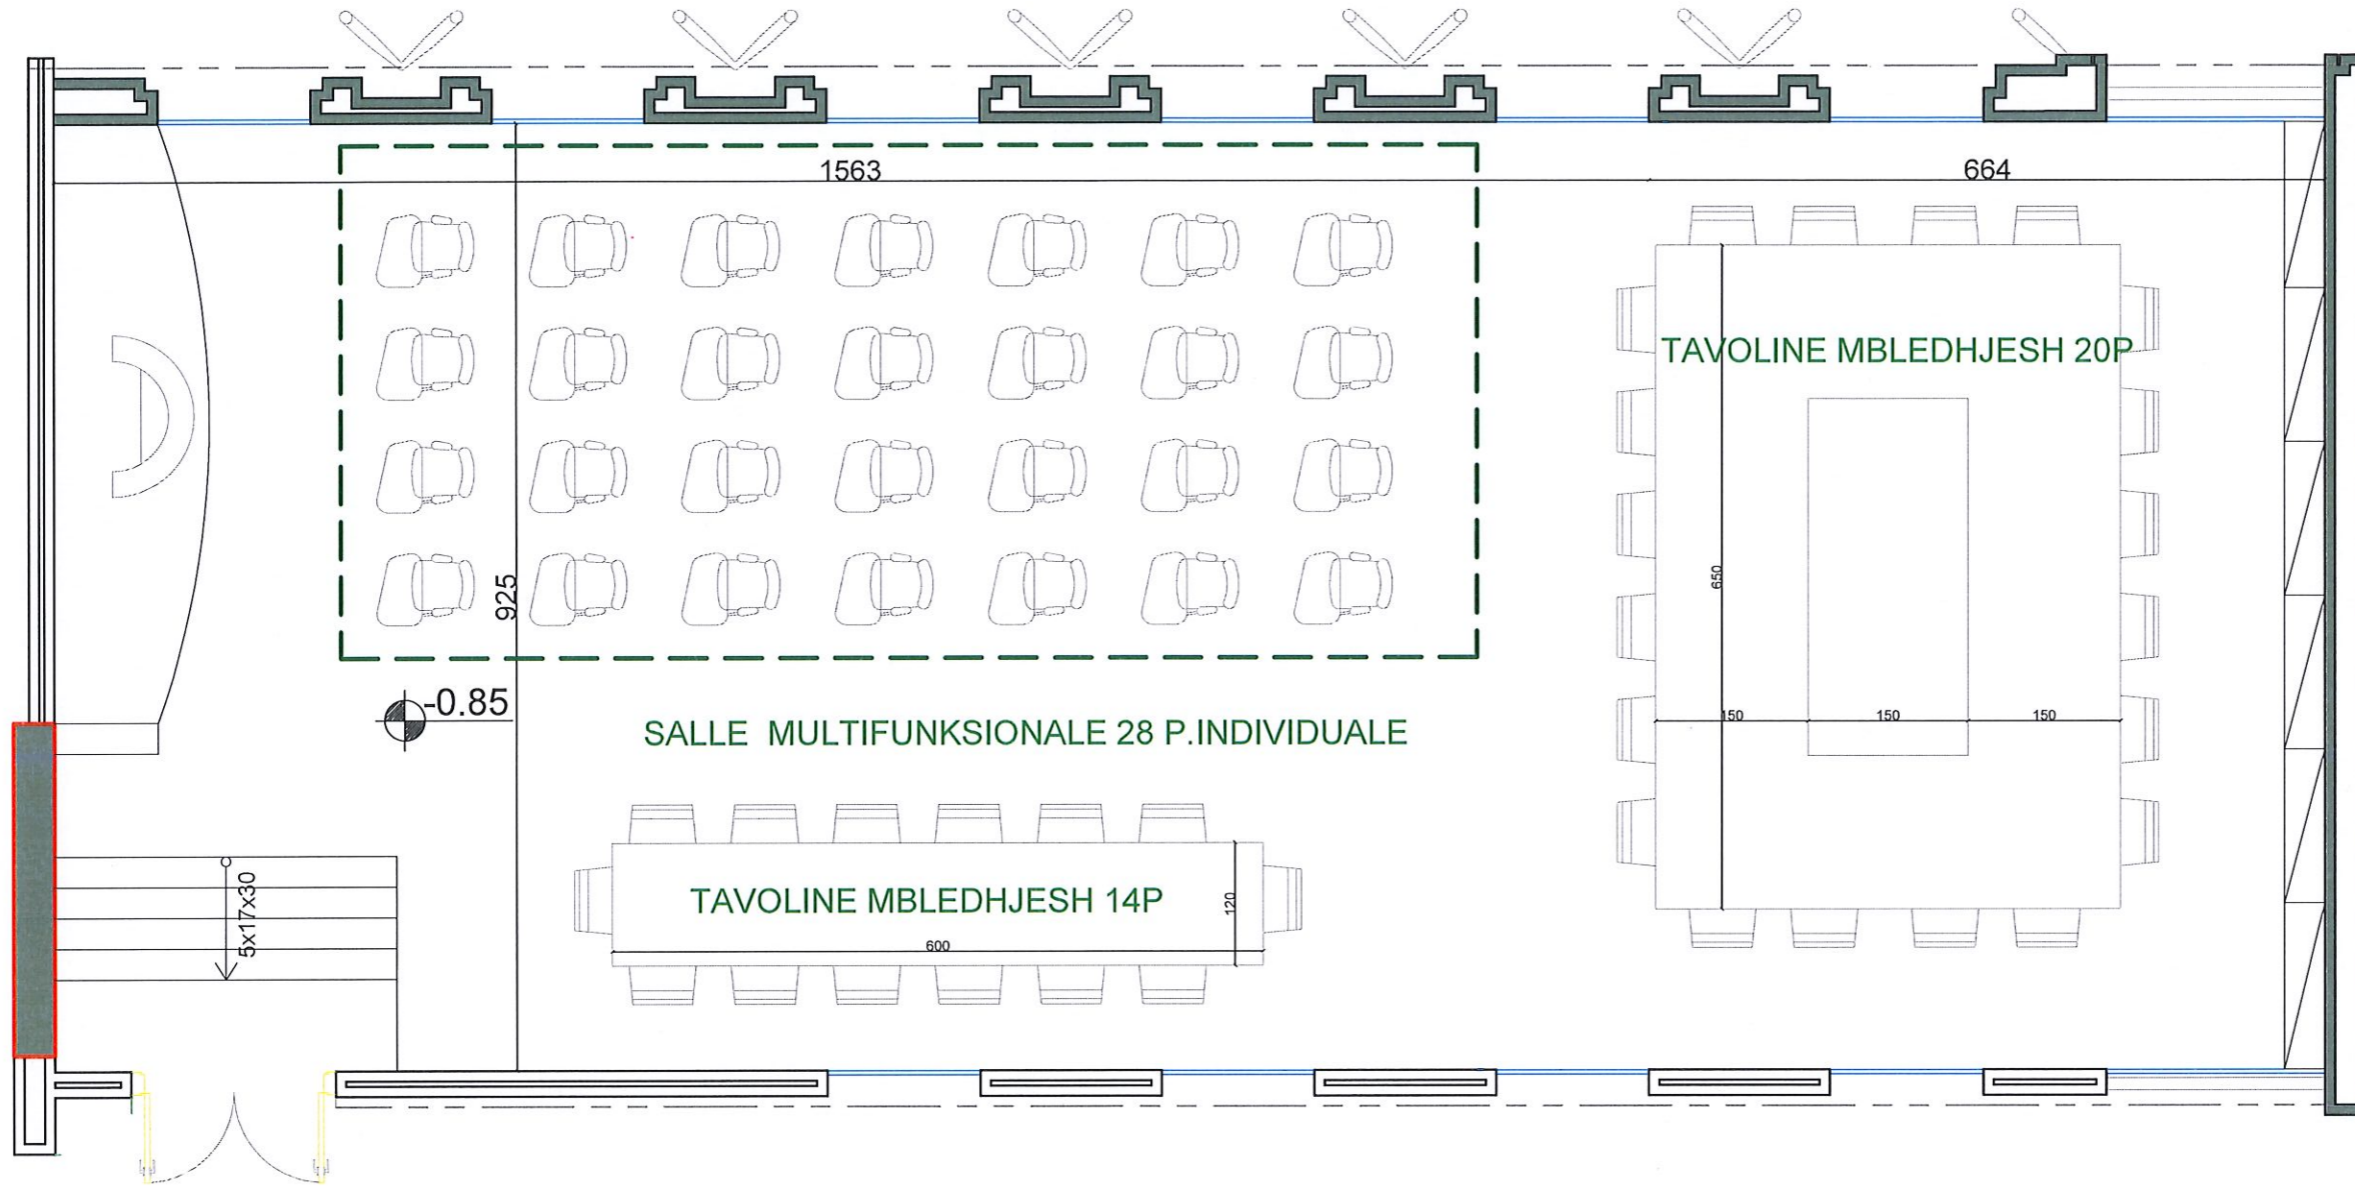 1563
664
TAVOLINE MBLEDHJESH 20P
925
650
-0.85
SALLE MULTIFUNKSIONALE 28 P.INDIVIDUALE
150
150
150
5x17x30
TAVOLINE MBLEDHJESH 14P
120
600